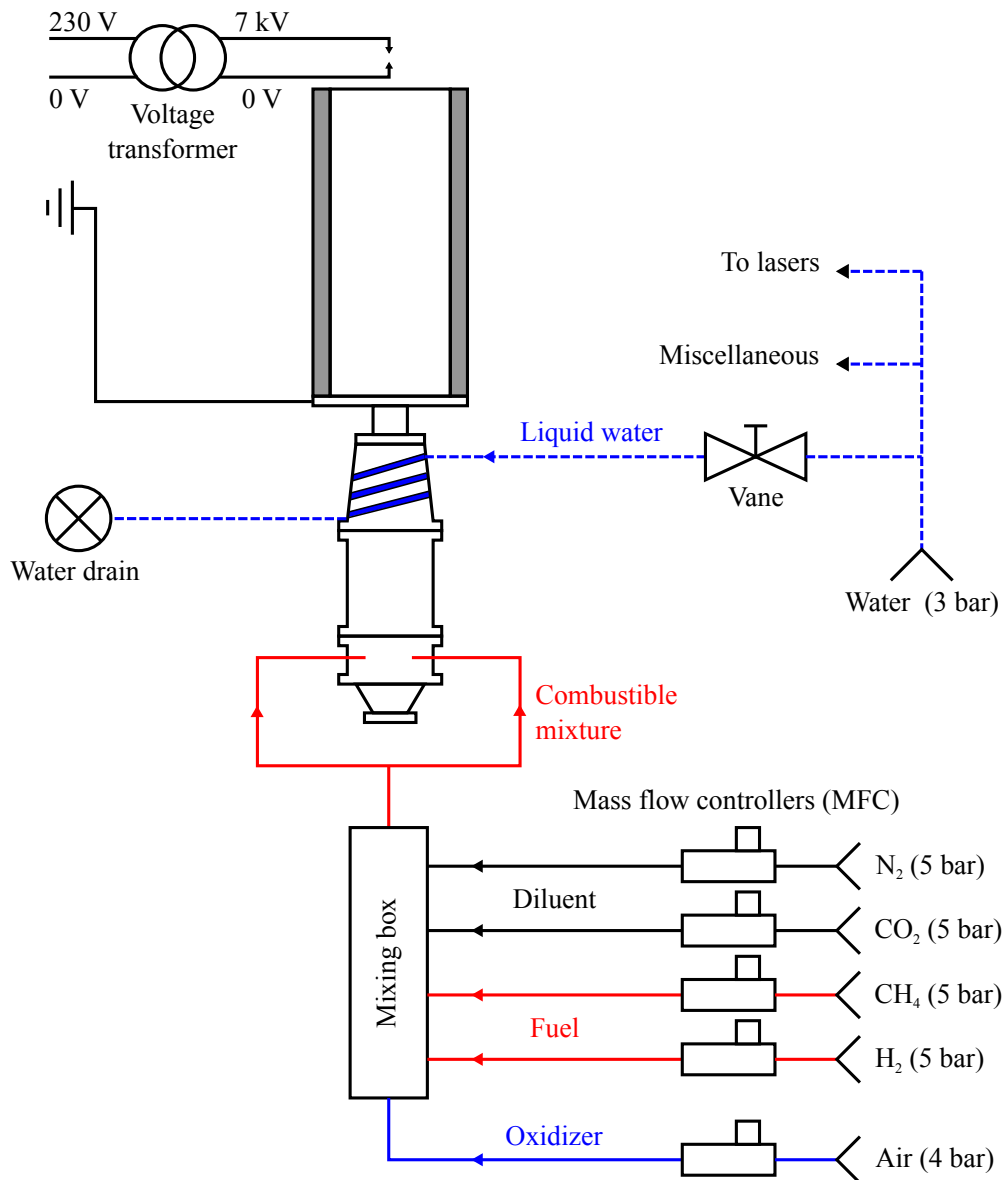 230 V
7 kV
0 V
0 V
Voltage
transformer
To lasers
Miscellaneous
Liquid water
Vane
Water drain
Water (3 bar)
Combustible
mixture
Mass flow controllers (MFC)
Mixing box
N₂ (5 bar)
Diluent
CO₂ (5 bar)
CH₄ (5 bar)
Fuel
H₂ (5 bar)
Oxidizer
Air (4 bar)